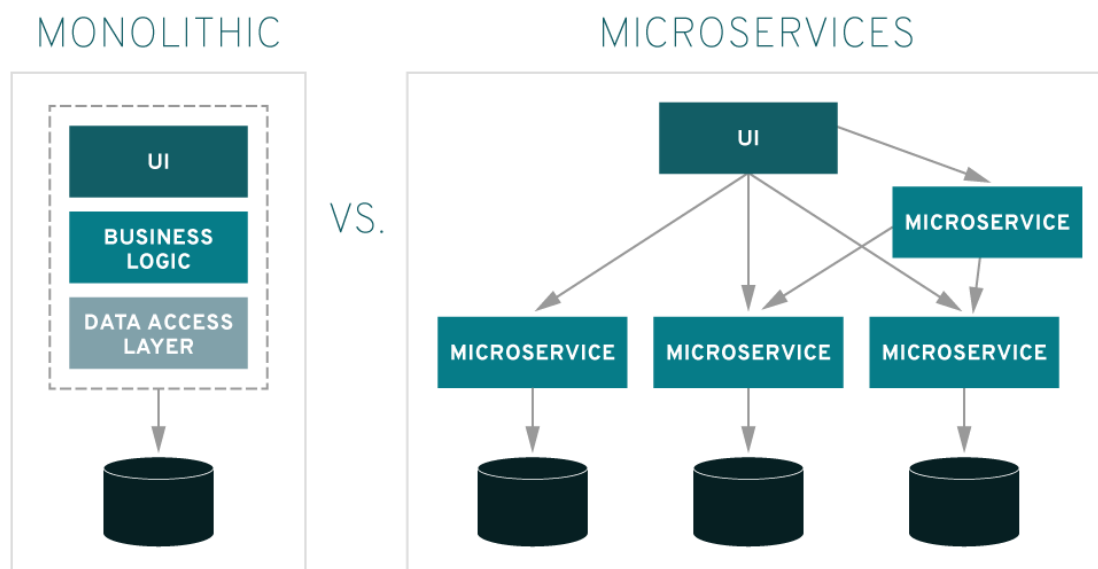 MONOLITHIC
MICROSERVICES
UI
BUSINESS
LOGIC
DATA ACCESS
LAYER
VS.
UI
MICROSERVICE
MICROSERVICE
MICROSERVICE
MICROSERVICE